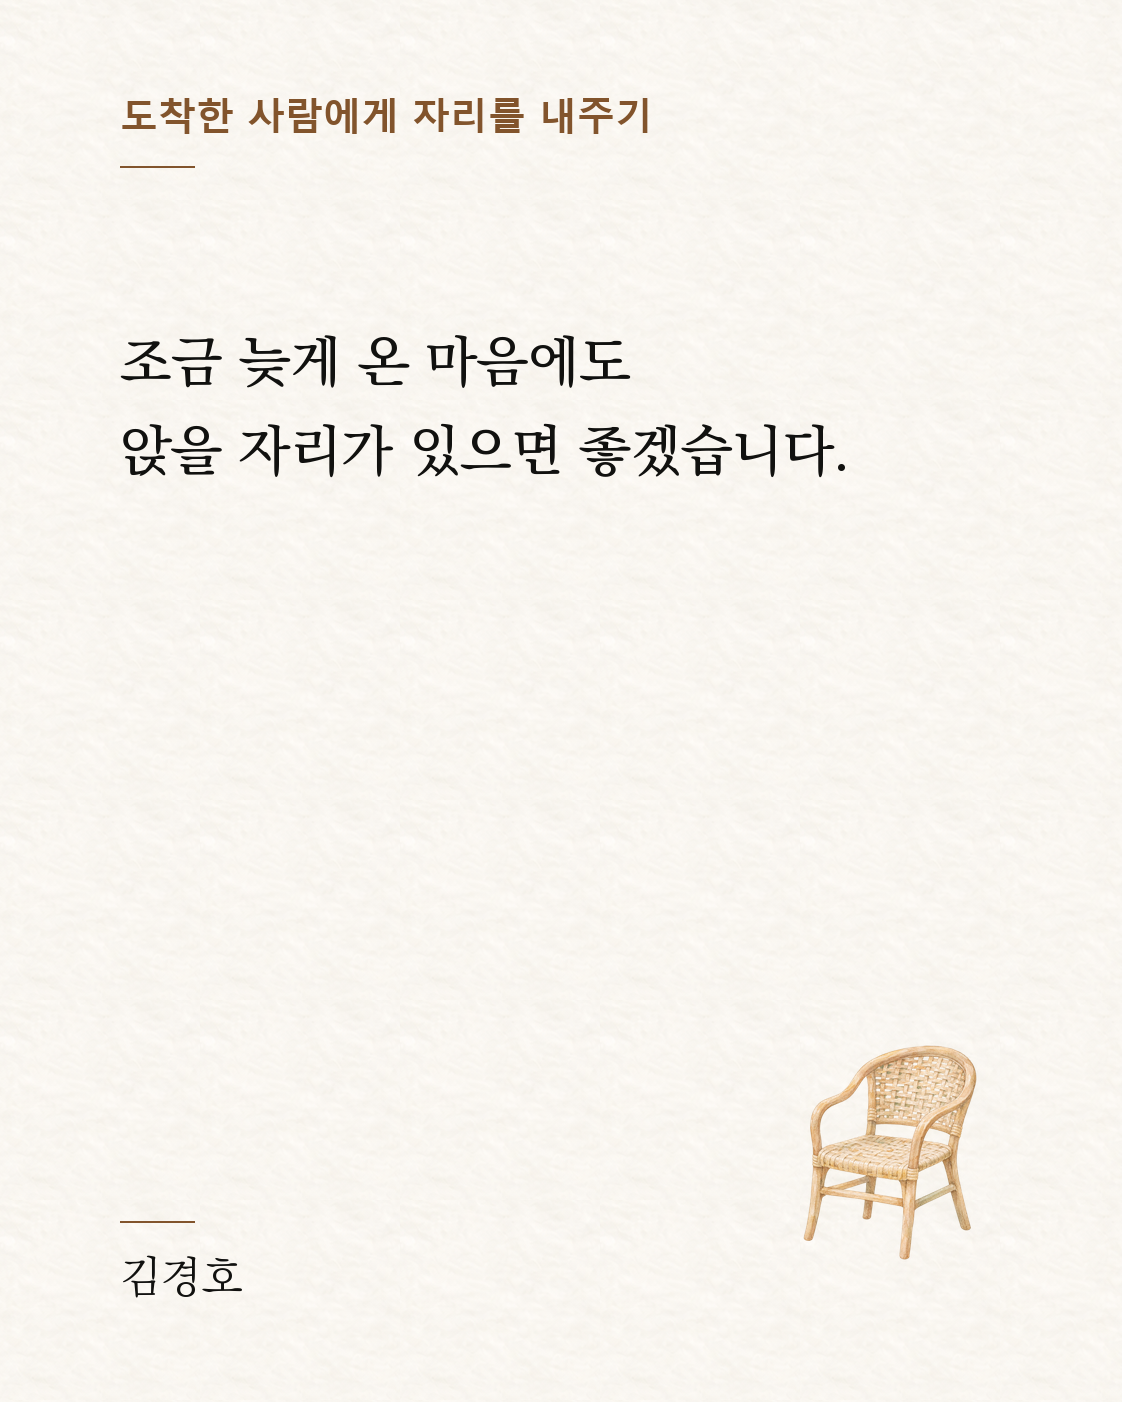 도착한 사람에게 자리를 내주기
조금 늦게 온 마음에도
앉을 자리가 있으면 좋겠습니다.
김경호